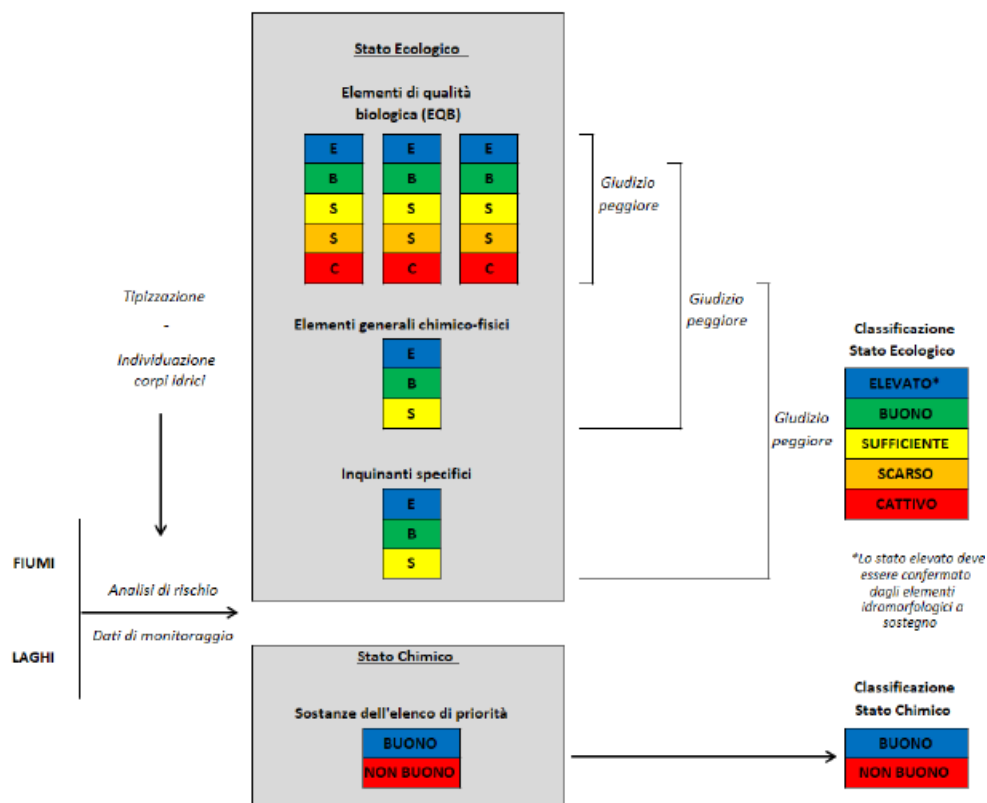 Stato Ecologico
Elementi di qualità
biologica (EQB)
E E E
B B B
S S S
S S S
C C C
Giudizio
peggiore
Giudizio
peggiore
Giudizio
peggiore
Tipizzazione
-
Individuazione
corpi idrici
Elementi generali chimico-fisici
E
B
S
Inquinanti specifici
E
B
S
Classificazione
Stato Ecologico
ELEVATO*
BUONO
SUFFICIENTE
SCARSO
CATTIVO
*Lo stato elevato deve
essere confermato
dagli elementi
idromorfologici a
sostegno
FIUMI
Analisi di rischio
Dati di monitoraggio
LAGHI
Stato Chimico
Sostanze dell'elenco di priorità
BUONO
NON BUONO
Classificazione
Stato Chimico
BUONO
NON BUONO